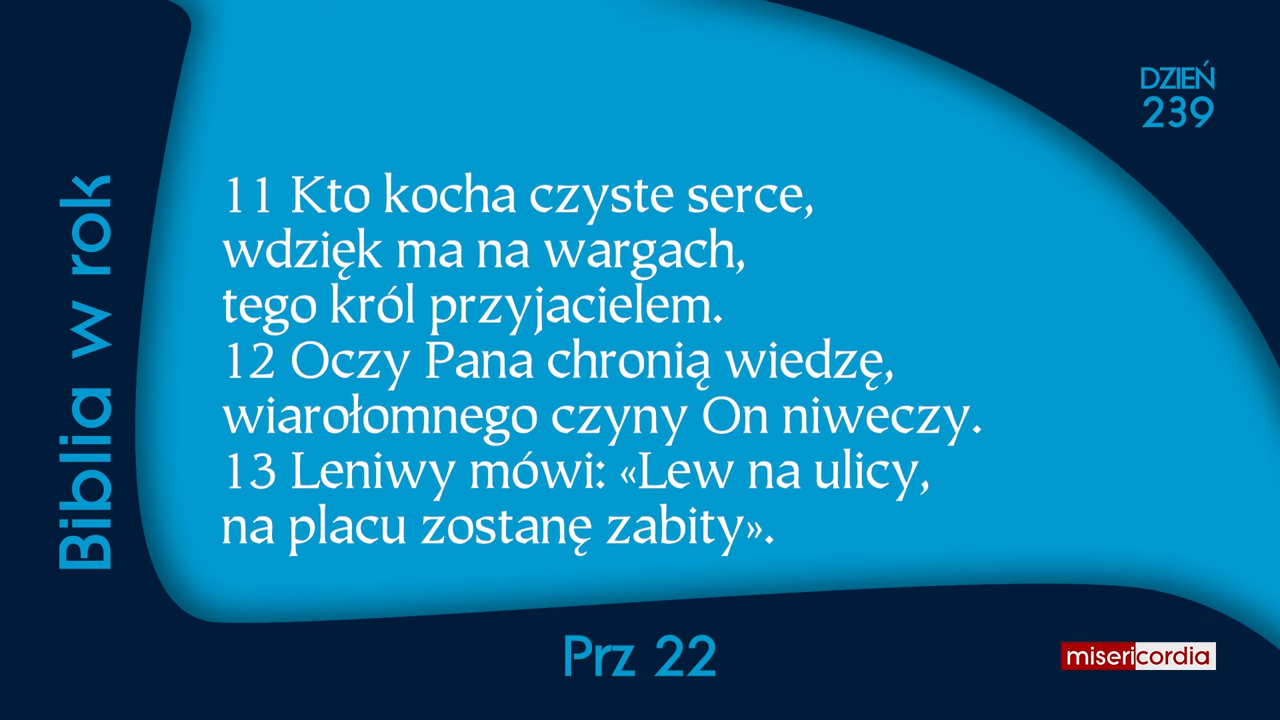 DZIEŃ
239
Biblia w rok
11 Kto kocha czyste serce,
wdzięk ma na wargach,
tego król przyjacielem.
12 Oczy Pana chronią wiedzę,
wiarołomnego czyny On niweczy.
13 Leniwy mówi: «Lew na ulicy,
na placu zostanę zabity».
Prz 22
misericordia